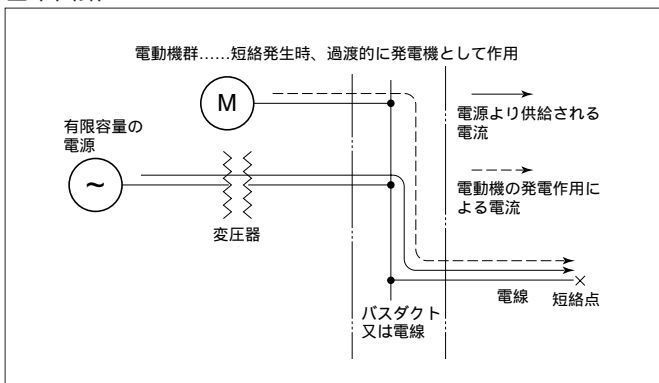 電動機群……短絡発生時、過渡的に発電機として作用
M
有限容量の
電源
~
変圧器
電源より供給される
電流
電動機の発電作用に
よる電流
電線
短絡点
バスダクト
又は電線